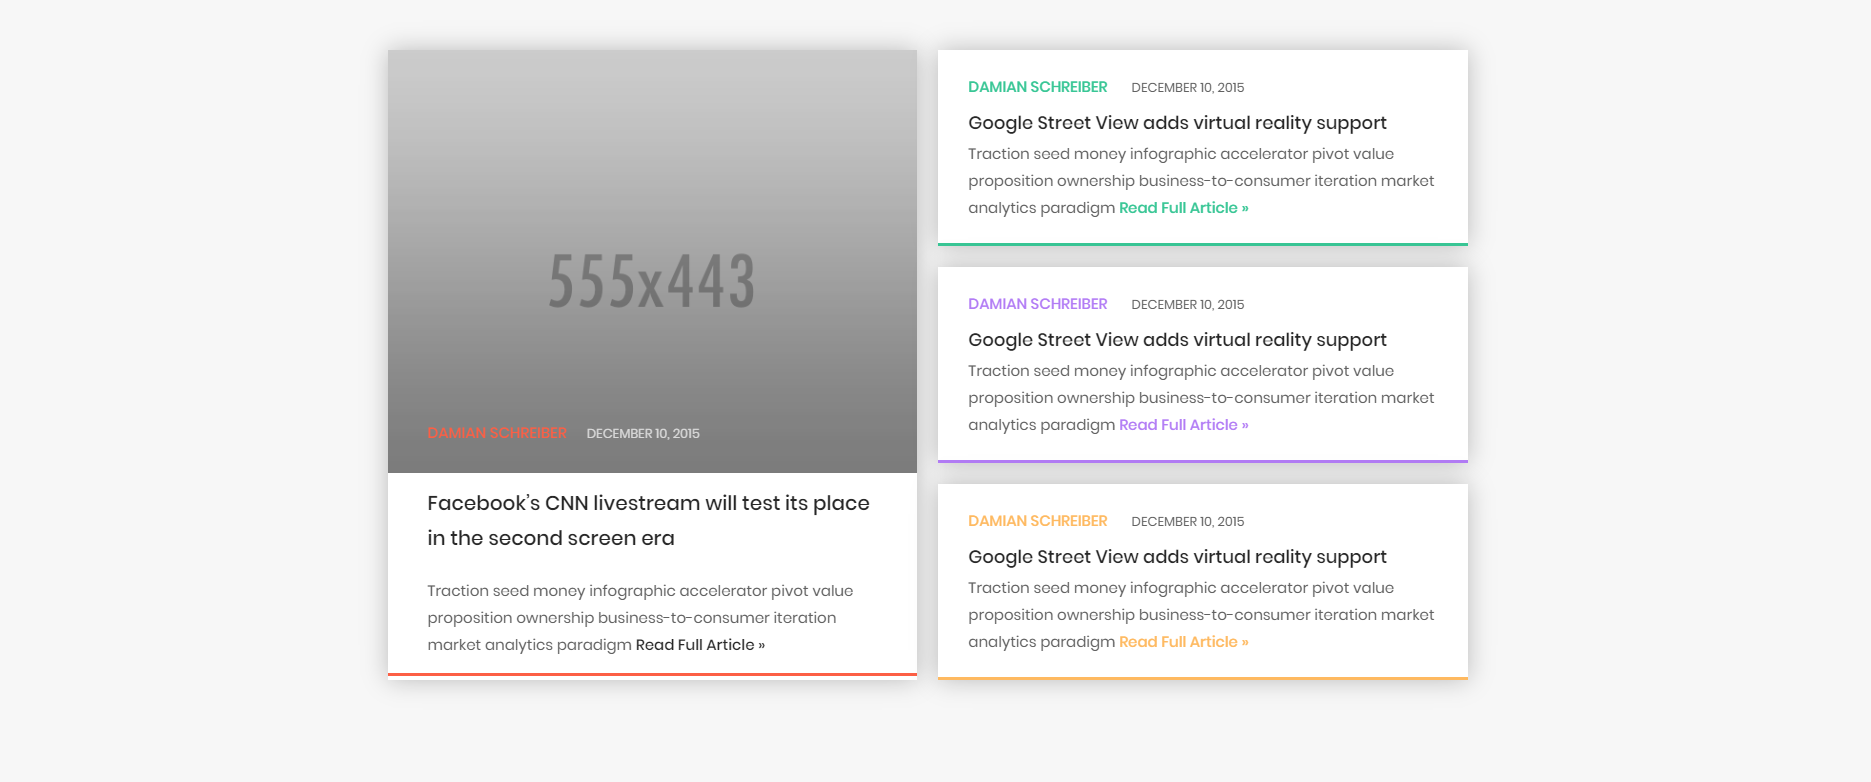 555x443
DAMIAN SCHREIBER DECEMBER 10, 2015
Facebook's CNN livestream will test its place
in the second screen era
Traction seed money infographic accelerator pivot value
proposition ownership business-to-consumer iteration
market analytics paradigm Read Full Article »
DAMIAN SCHREIBER DECEMBER 10, 2015
Google Street View adds virtual reality support
Traction seed money infographic accelerator pivot value
proposition ownership business-to-consumer iteration market
analytics paradigm Read Full Article »
DAMIAN SCHREIBER DECEMBER 10, 2015
Google Street View adds virtual reality support
Traction seed money infographic accelerator pivot value
proposition ownership business-to-consumer iteration market
analytics paradigm Read Full Article »
DAMIAN SCHREIBER DECEMBER 10, 2015
Google Street View adds virtual reality support
Traction seed money infographic accelerator pivot value
proposition ownership business-to-consumer iteration market
analytics paradigm Read Full Article »